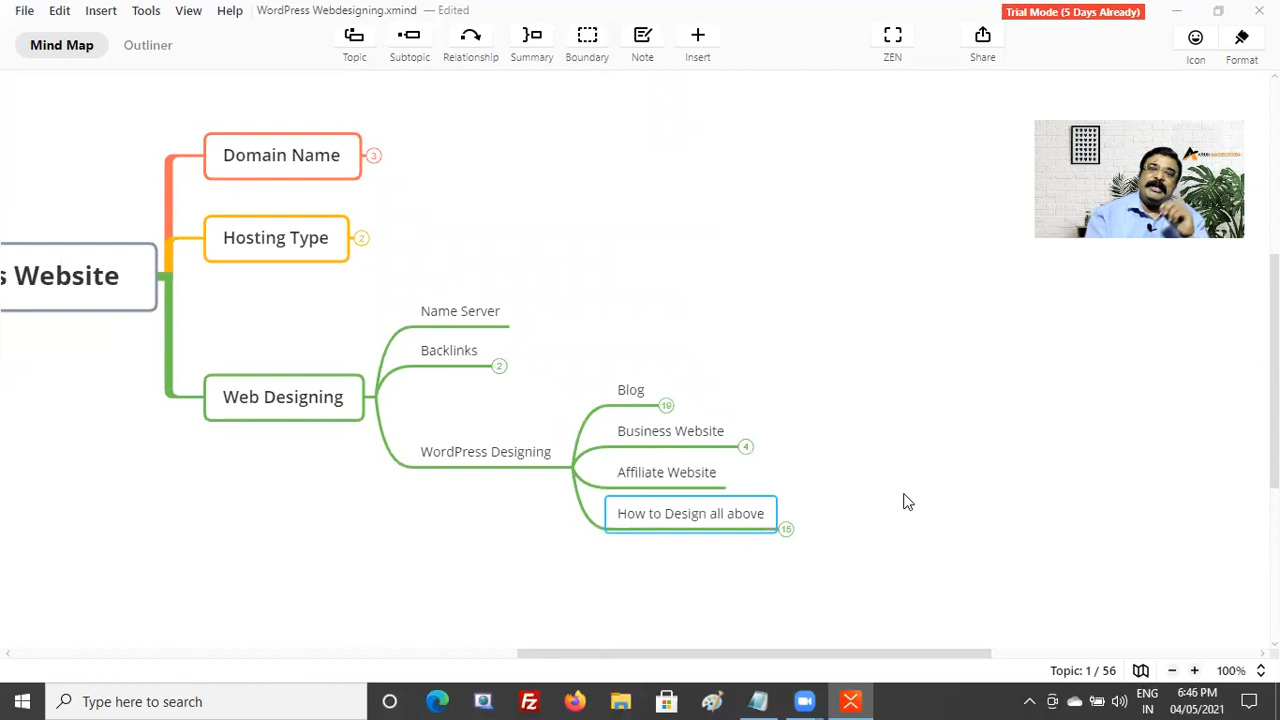 File Edit Insert Tools View Help WordPress Webdesigning.xmind — Edited Trial Mode (5 Days Already)
Mind Map Outliner Topic Subtopic Relationship Summary Boundary Note Insert ZEN Share Icon Format
Domain Name 3
Hosting Type 2
s Website
Name Server
Backlinks 2
Web Designing
Blog 19
Business Website 4
WordPress Designing
Affiliate Website
How to Design all above 15
Topic: 1 / 56 100%
Type here to search
ENG
IN
6:46 PM
04/05/2021